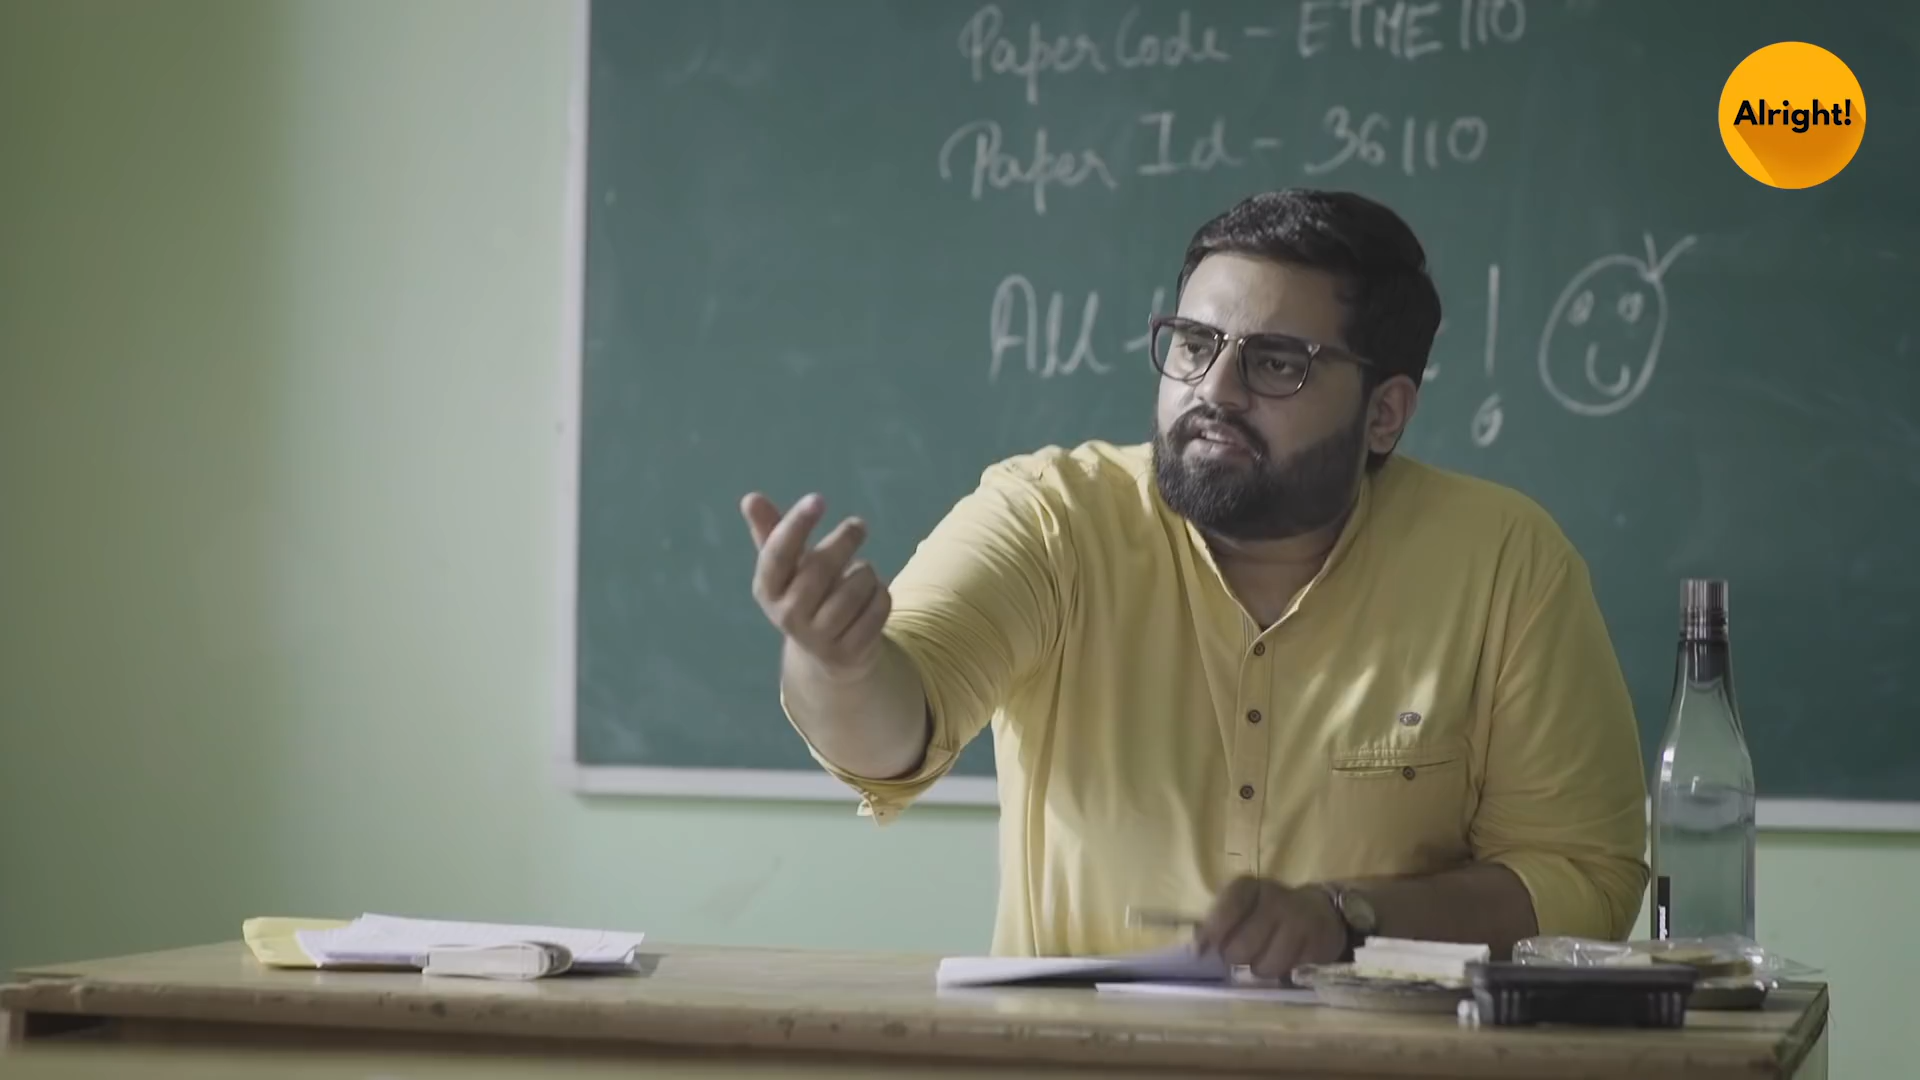 Paper Code - ETME 110
Paper Id - 36110
All !
Alright!